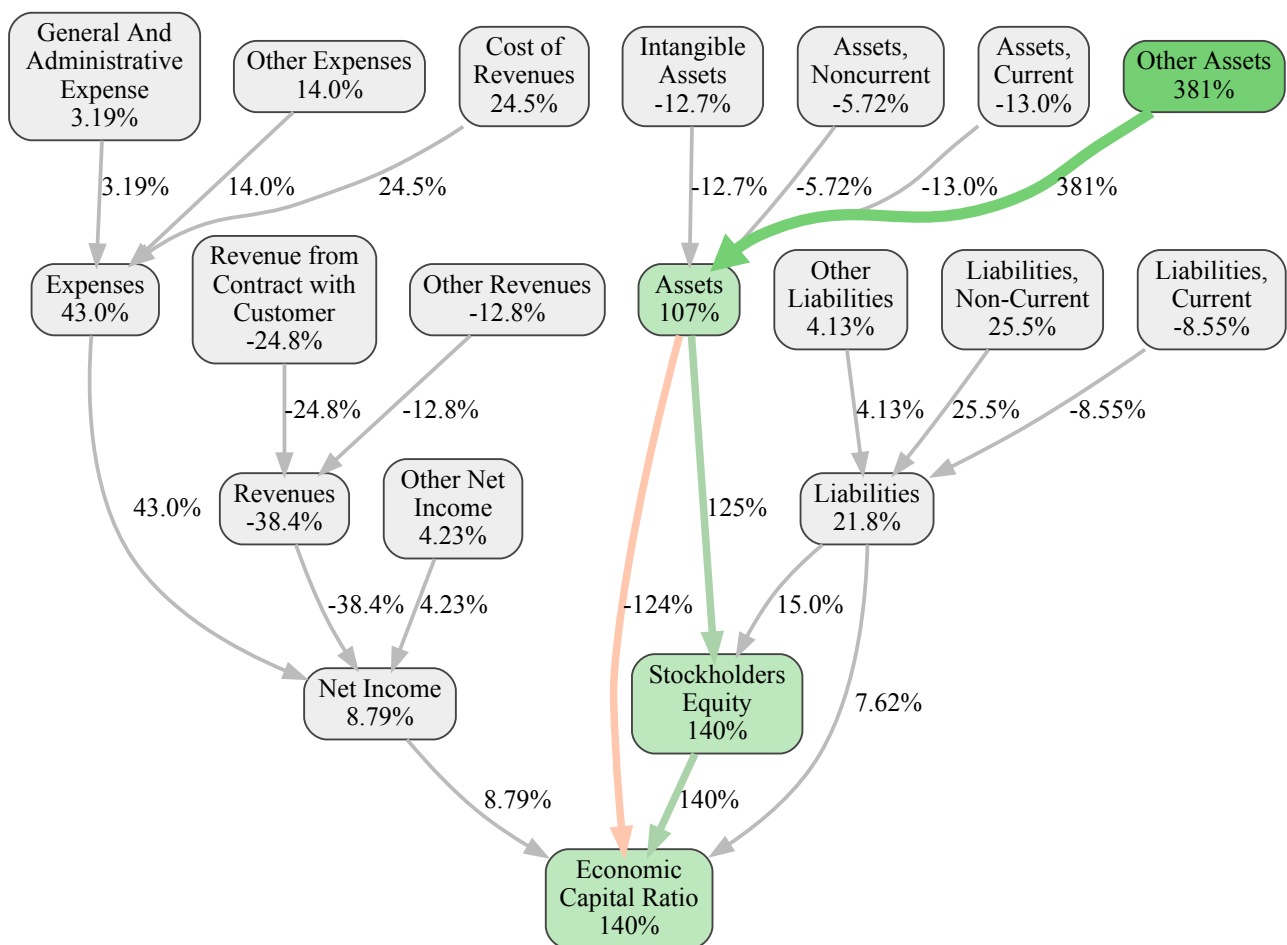 General And
Administrative
Expense
3.19%
Other Expenses
14.0%
Cost of
Revenues
24.5%
Intangible
Assets
-12.7%
Assets,
Noncurrent
-5.72%
Assets,
Current
-13.0%
Other Assets
381%
3.19%
14.0%
24.5%
-12.7%
-5.72%
-13.0%
381%
Expenses
43.0%
Revenue from
Contract with
Customer
-24.8%
Other Revenues
-12.8%
Assets
107%
Other
Liabilities
4.13%
Liabilities,
Non-Current
25.5%
Liabilities,
Current
-8.55%
-24.8%
-12.8%
4.13%
25.5%
-8.55%
43.0%
Revenues
-38.4%
Other Net
Income
4.23%
125%
Liabilities
21.8%
-38.4%
4.23%
-124%
15.0%
Net Income
8.79%
Stockholders
Equity
140%
7.62%
8.79%
140%
Economic
Capital Ratio
140%